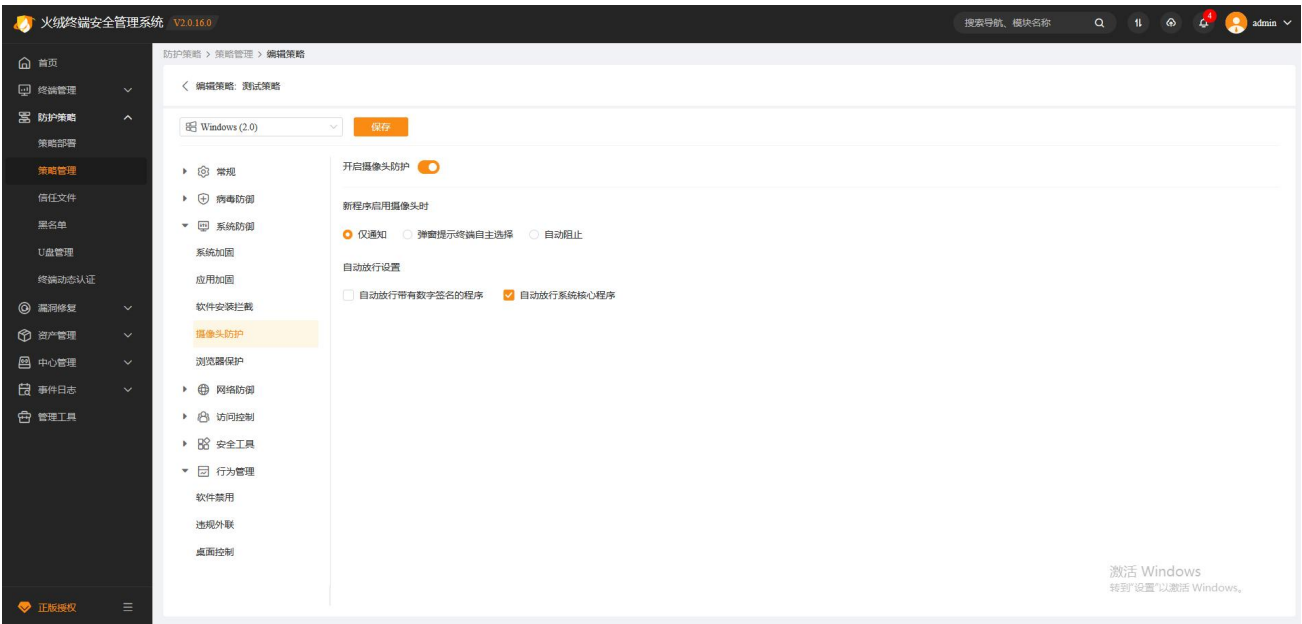 火绒终端安全管理系统 V2.0.16.0
搜索导航、模块名称
4
admin
首页
终端管理
防护策略
策略部署
策略管理
信任文件
黑名单
U盘管理
终端动态认证
漏洞修复
资产管理
中心管理
事件日志
管理工具
正版授权
防护策略 > 策略管理 > 编辑策略
编辑策略: 测试策略
Windows (2.0)
保存
常规
病毒防御
系统防御
系统加固
应用加固
软件安装拦截
摄像头防护
浏览器保护
网络防御
访问控制
安全工具
行为管理
软件禁用
违规外联
桌面控制
开启摄像头防护
新程序启用摄像头时
仅通知 弹窗提示终端自主选择 自动阻止
自动放行设置
自动放行带有数字签名的程序 自动放行系统核心程序
激活 Windows
转到"设置"以激活 Windows。